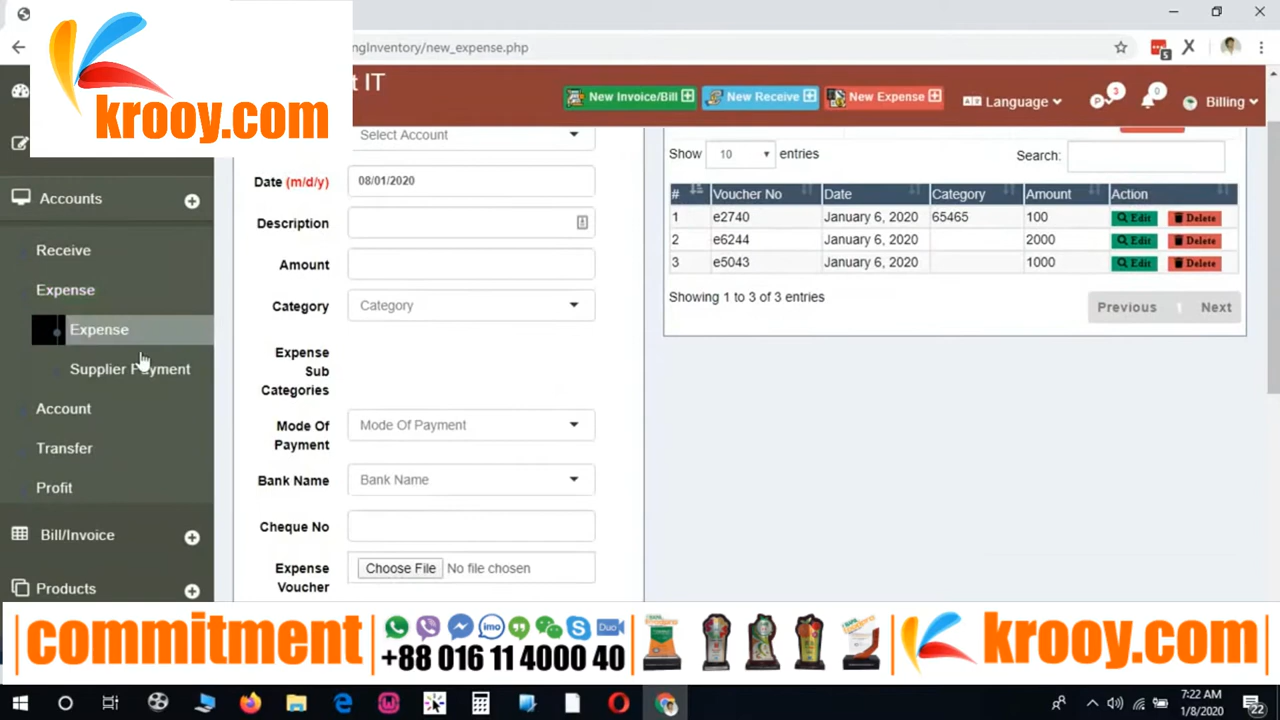 krooy.com
ngInventory/new_expense.php
5
t IT
New Invoice/Bill
New Receive
New Expense
Language
3
0
Billing
Accounts
Receive
Expense
Expense
Supplier Payment
Account
Transfer
Profit
Bill/Invoice
Products
Select Account
Date (m/d/y)
08/01/2020
Description
Amount
Category
Category
Expense
Sub
Categories
Mode Of
Payment
Mode Of Payment
Bank Name
Bank Name
Cheque No
Expense
Voucher
Choose File No file chosen
Show 10 entries
Search:
# Voucher No Date Category Amount Action
1 e2740 January 6, 2020 65465 100 Edit Delete
2 e6244 January 6, 2020 2000 Edit Delete
3 e5043 January 6, 2020 1000 Edit Delete
Showing 1 to 3 of 3 entries
Previous 1 Next
commitment
imo
Duo
+88 016 11 4000 40
krooy.com
7:22 AM
1/8/2020
22